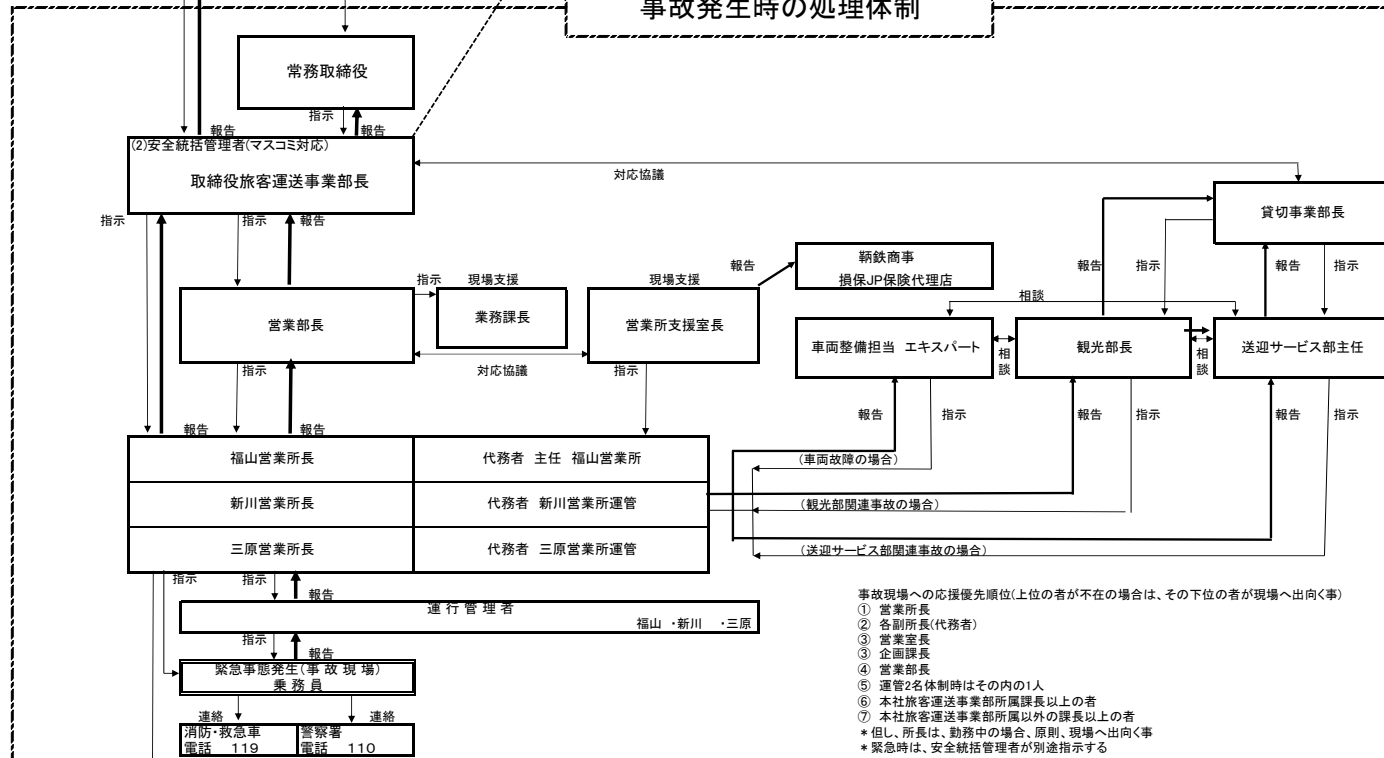 事故発生時の処理体制
常務取締役
指示
報告
報告
(2)安全統括管理者(マスコミ対応)
取締役旅客運送事業部長
対応協議
貸切事業部長
指示
指示
報告
報告
指示
報告
指示
鞆鉄商事
損保JP保険代理店
報告
指示
現場支援
現場支援
業務課長
営業部長
営業所支援室長
相談
車両整備担当 エキスパート
相談
観光部長
相談
送迎サービス部主任
対応協議
指示
指示
報告
指示
報告
指示
報告
指示
報告
報告
福山営業所長
代務者 主任 福山営業所
(車両故障の場合)
新川営業所長
代務者 新川営業所運管
(観光部関連事故の場合)
三原営業所長
代務者 三原営業所運管
(送迎サービス部関連事故の場合)
指示
指示
報告
運行管理者
福山 ・新川 ・三原
指示
報告
緊急事態発生(事故現場)
乗務員
連絡
連絡
消防・救急車
電話 119
警察署
電話 110
事故現場への応援優先順位(上位の者が不在の場合は、その下位の者が現場へ出向く事)
① 営業所長
② 各副所長(代務者)
③ 営業室長
③ 企画課長
④ 営業部長
⑤ 運管2名体制時はその内の1人
⑥ 本社旅客運送事業部所属課長以上の者
⑦ 本社旅客運送事業部所属以外の課長以上の者
*但し、所長は、勤務中の場合、原則、現場へ出向く事
*緊急時は、安全統括管理者が別途指示する